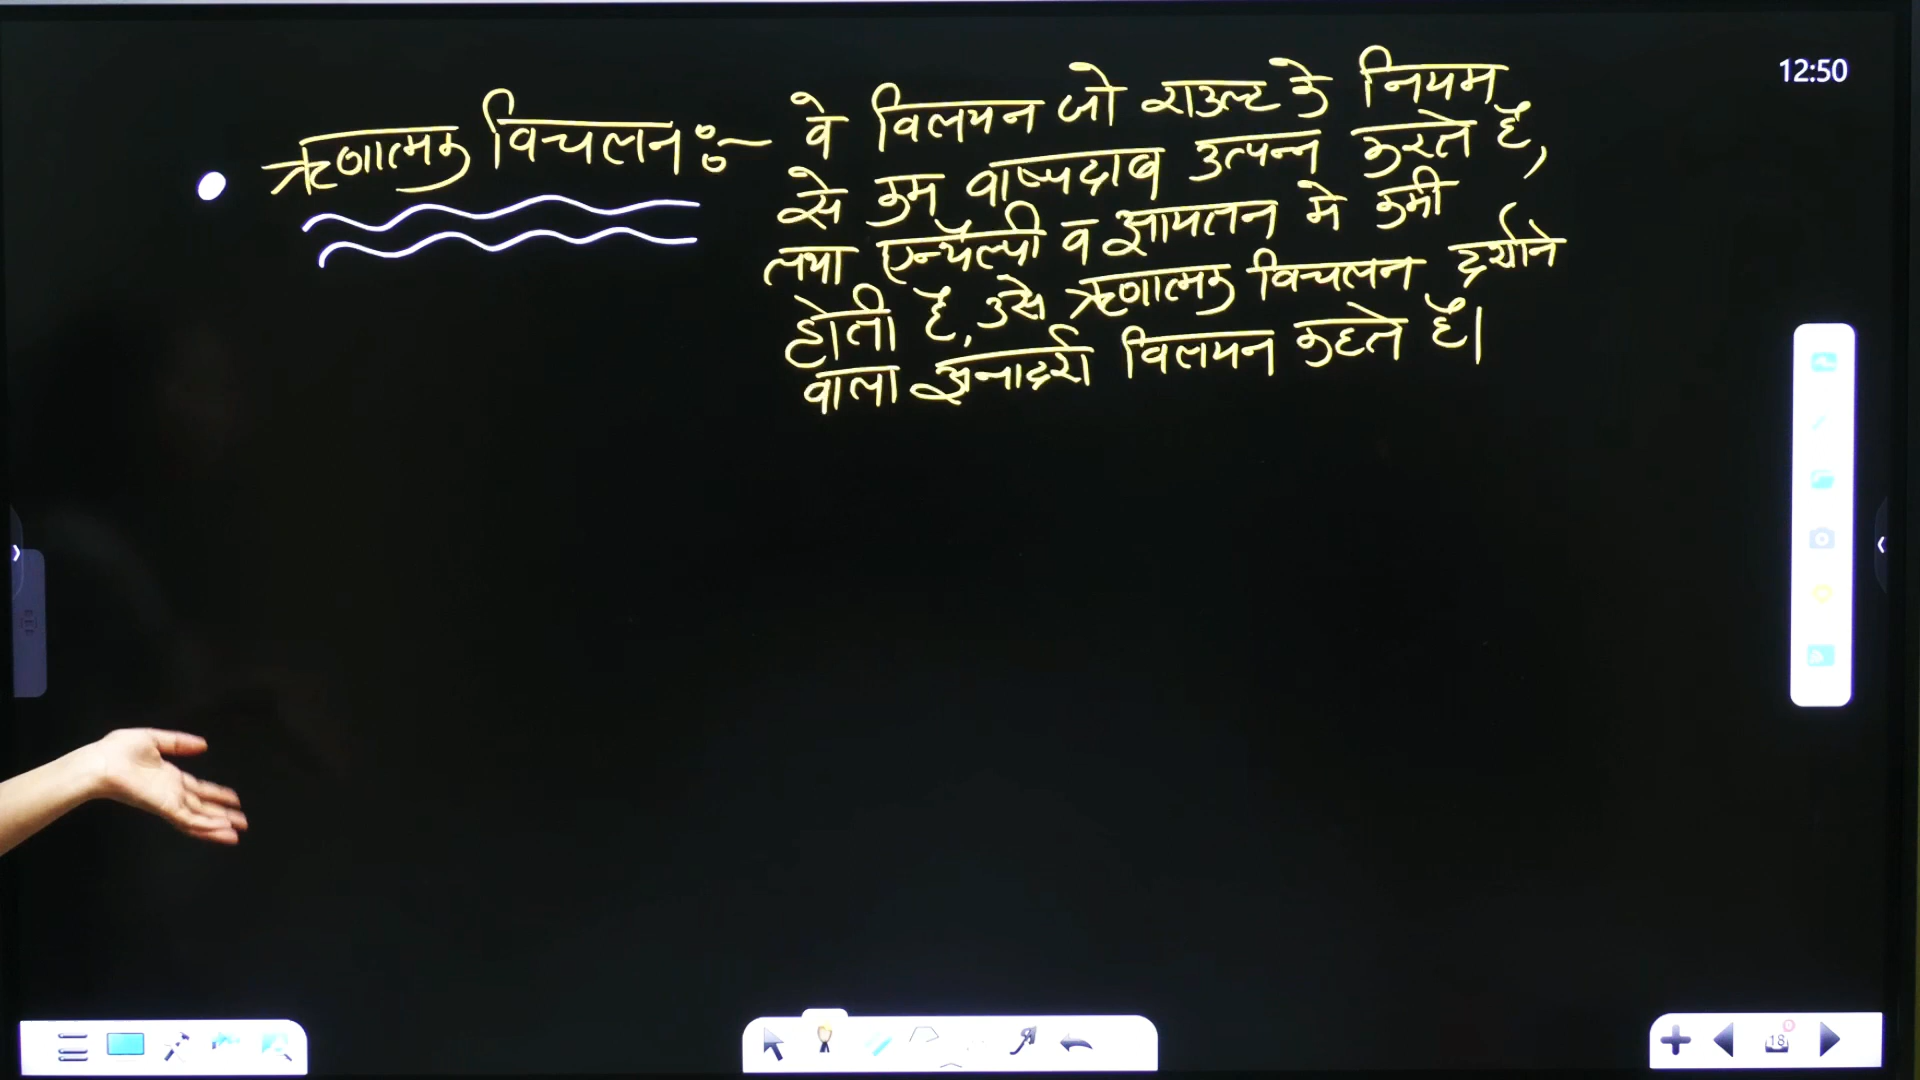 12:50
ऋणात्मक विचलन :- वे विलयन जो राउल्ट के नियम
से कम वाष्पदाब उत्पन्न करते है,
तथा एन्थैल्पी व आयतन मे कमी
होती है, उसे ऋणात्मक विचलन दर्शाने
वाला अनादर्श विलयन कहते है।
18